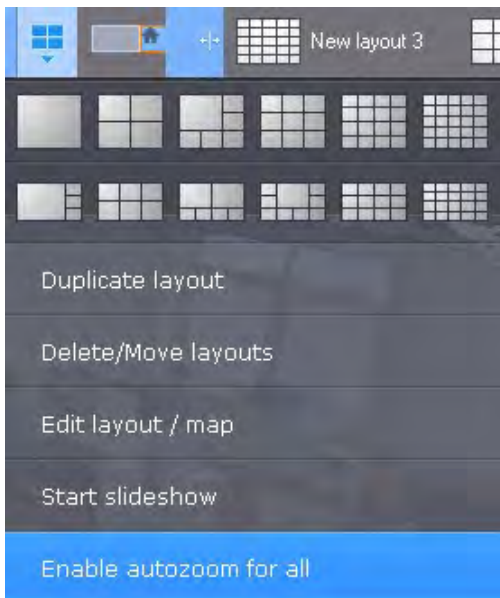 New layout 3
Duplicate layout
Delete/Move layouts
Edit layout / map
Start slideshow
Enable autozoom for all